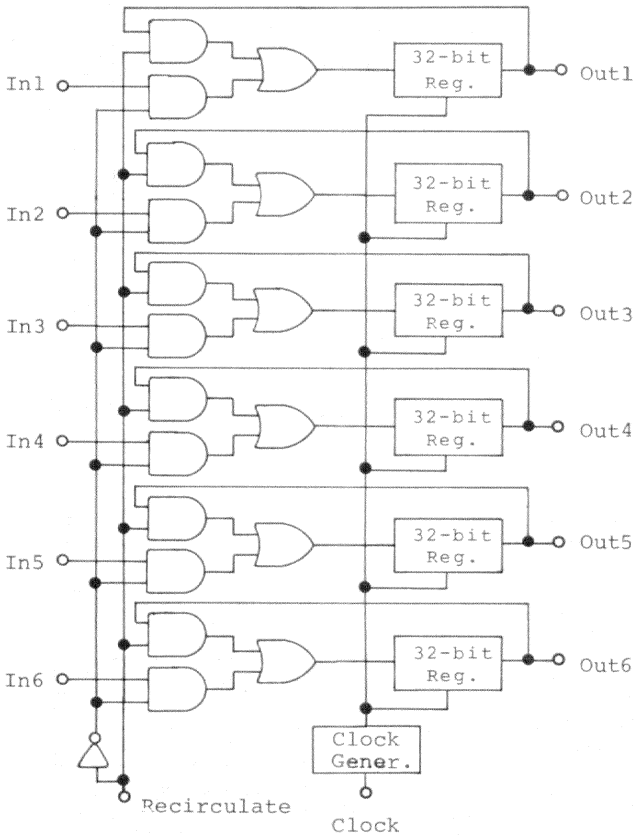 32-bit
Reg.
In1
Out1
32-bit
Reg.
In2
Out2
32-bit
Reg.
In3
Out3
32-bit
Reg.
In4
Out4
32-bit
Reg.
In5
Out5
32-bit
Reg.
In6
Out6
Clock
Gener.
Recirculate
Clock